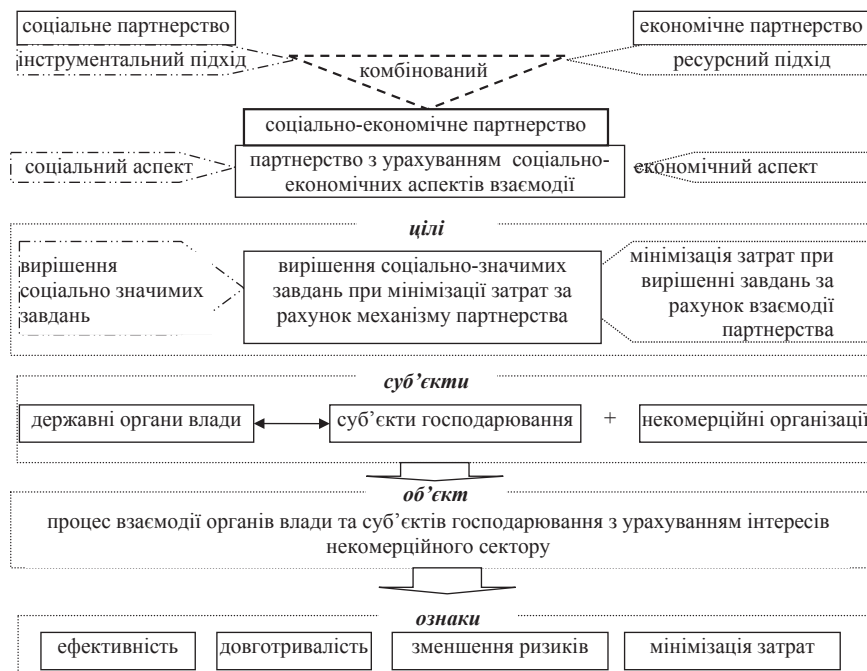 соціальне партнерство
економічне партнерство
інструментальний підхід
комбінований
ресурсний підхід
соціально-економічне партнерство
соціальний аспект
партнерство з урахуванням соціально-
економічних аспектів взаємодії
економічний аспект
цілі
вирішення
соціально значимих
завдань
вирішення соціально-значимих
завдань при мінімізації затрат за
рахунок механізму партнерства
мінімізація затрат при
вирішенні завдань за
рахунок взаємодії
партнерства
суб’єкти
державні органи влади
суб’єкти господарювання
+
некомерційні організації
об’єкт
процес взаємодії органів влади та суб’єктів господарювання з урахуванням інтересів
некомерційного сектору
ознаки
ефективність
довготривалість
зменшення ризиків
мінімізація затрат